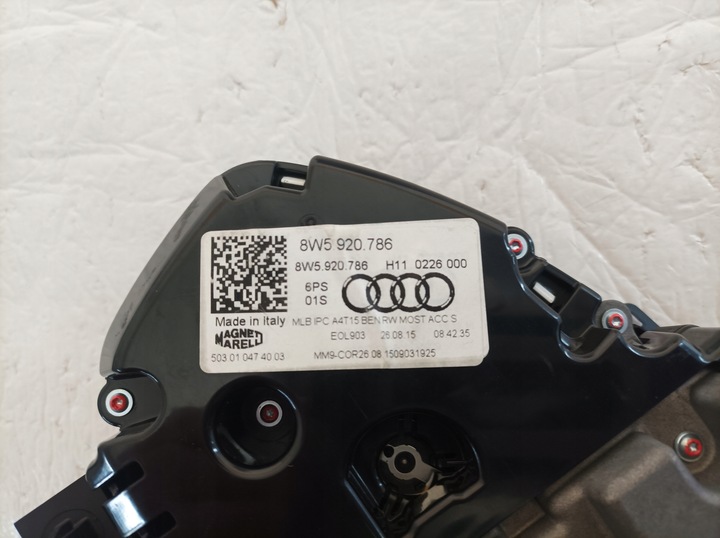 8W5 920.786
8W5.920.786 H11 0226 000
6PS
01S
Made in Italy MLB IPC A4T15 BEN RW MOST ACC S
MAGNETI MARELLI EOL903 26.08.15 08:42:35
503 01 047 40 03 MM9-COR26 08 1509031925